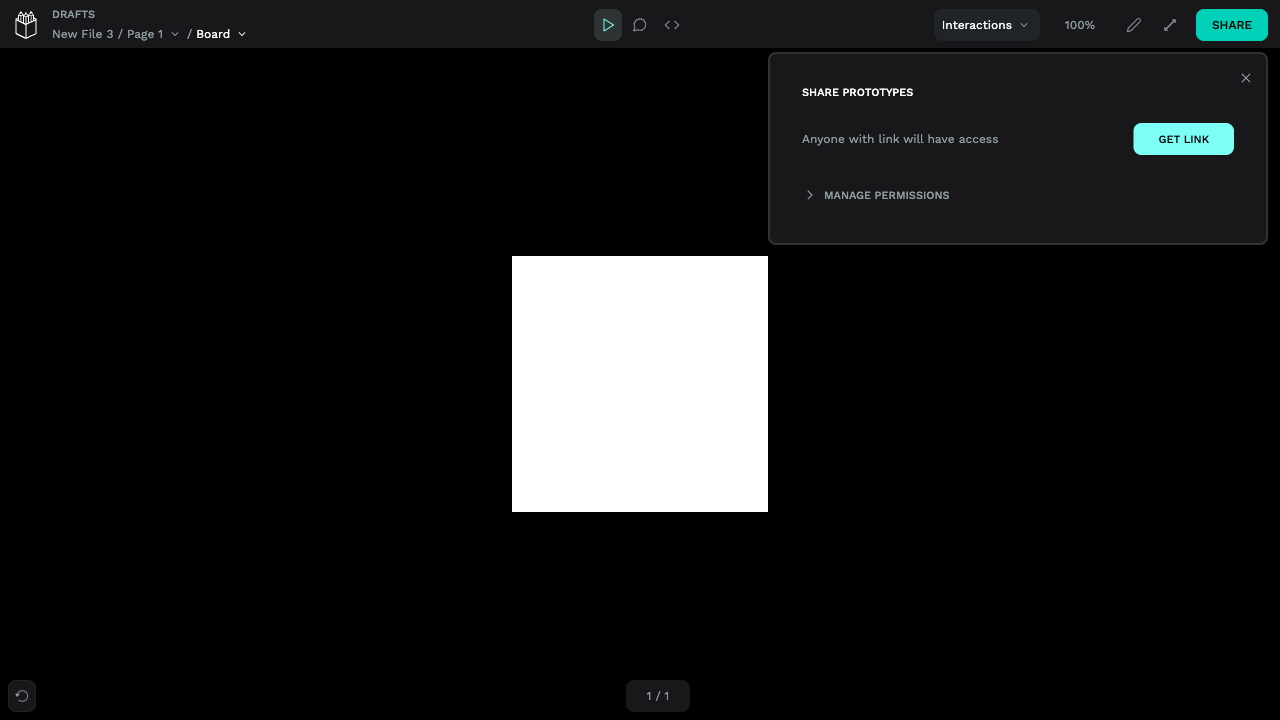 DRAFTS
New File 3 / Page 1 / Board
Interactions
100%
SHARE
SHARE PROTOTYPES
Anyone with link will have access
GET LINK
MANAGE PERMISSIONS
1 / 1